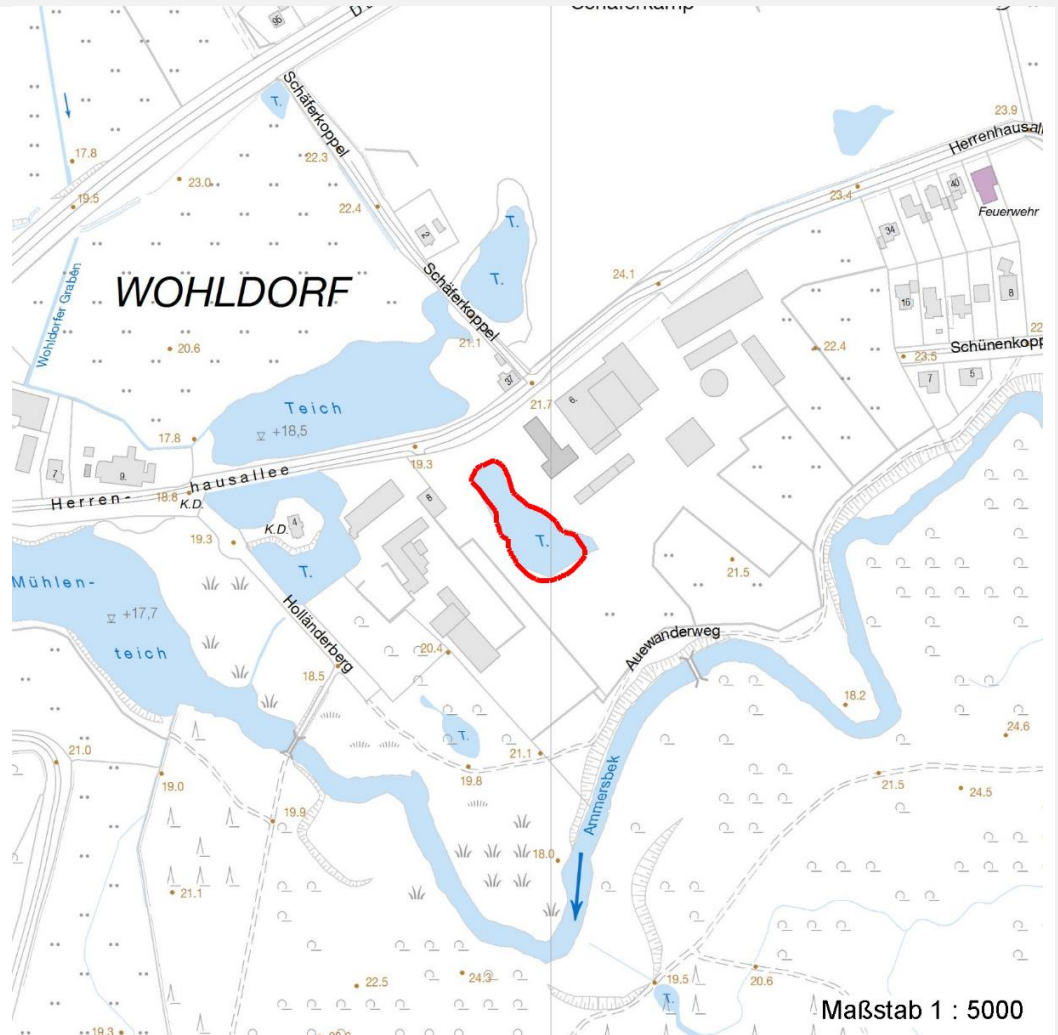 95
Schäferkamp
T.
Schäferkoppel
23.9
17.8
22.3
Herrenhausall
23.0
19.5
22.4
23.4
40
Feuerwehr
2
T.
34
T.
Schäferkoppel
24.1
WOHLDORF
Wohldorfer Graben
16
8
21.1
20.6
22.4
23.5
Schünenkopp
7
5
37
21.7
6.
Teich
+18,5
17.8
19.3
7
9.
Herren-
hausallee
18.8
K.D.
6
K.D.
4
19.3
T.
T.
21.5
Mühlen-
+17,7
teich
Holländerberg
Auewanderweg
20.4
18.5
18.2
T.
24.6
21.0
21.1
19.0
19.8
21.5
24.5
19.9
Ammersbek
18.0
21.1
22.5
24.3
19.5
20.6
T.
19.3
Maßstab 1 : 5000